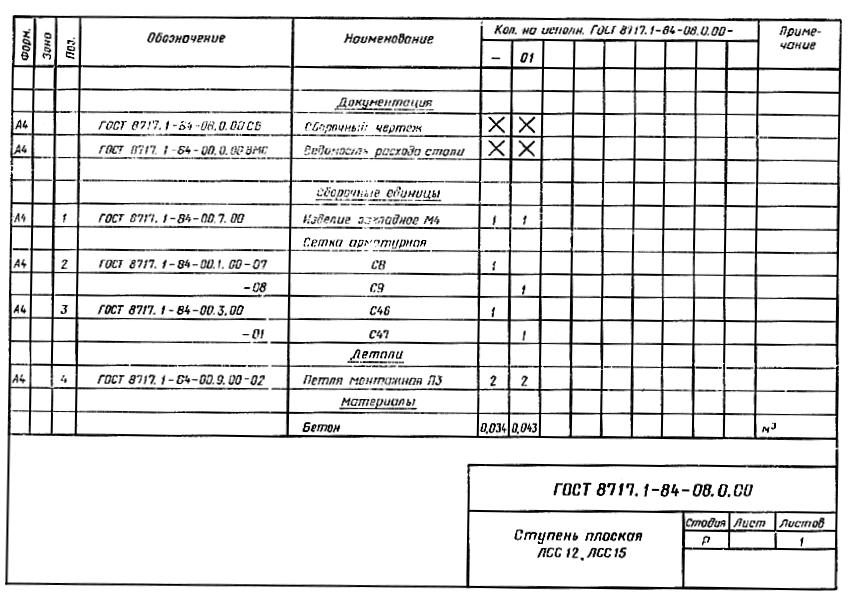 Форм. Зона Поз. Обозначение Наименование Кол. на исполн. ГОСТ 8717.1-84-08.0.00- Приме-
чание
– 01
Документация
А4 ГОСТ 8717.1-84-08.0.00СБ Сборочный чертеж X X
А4 ГОСТ 8717.1-84-00.0.00ВМС Ведомость расхода стали X X
Сборочные единицы
А4 1 ГОСТ 8717.1-84-00.7.00 Изделие закладное М4 1 1
Сетка арматурная
А4 2 ГОСТ 8717.1-84-00.1.00-07 С8 1
-08 С9 1
А4 3 ГОСТ 8717.1-84-00.3.00 С46 1
-01 С47 1
Детали
А4 4 ГОСТ 8717.1-84-00.9.00-02 Петля монтажная П3 2 2
Материалы
Бетон 0,034 0,043 м³
ГОСТ 8717.1-84-08.0.00
Ступень плоская
ЛСС 12, ЛСС 15
Стадия Лист Листов
Р 1